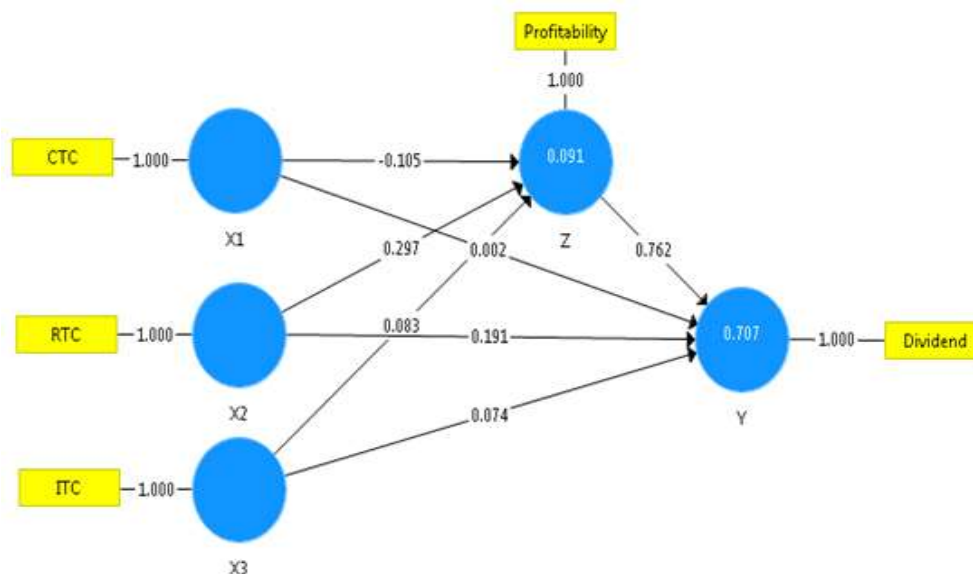 Profitability
1.000
CTC
1.000
-0.105
0.091
X1
Z
0.297
0.002
0.762
0.083
RTC
1.000
0.191
0.707
1.000
Dividend
X2
Y
0.074
ITC
1.000
X3